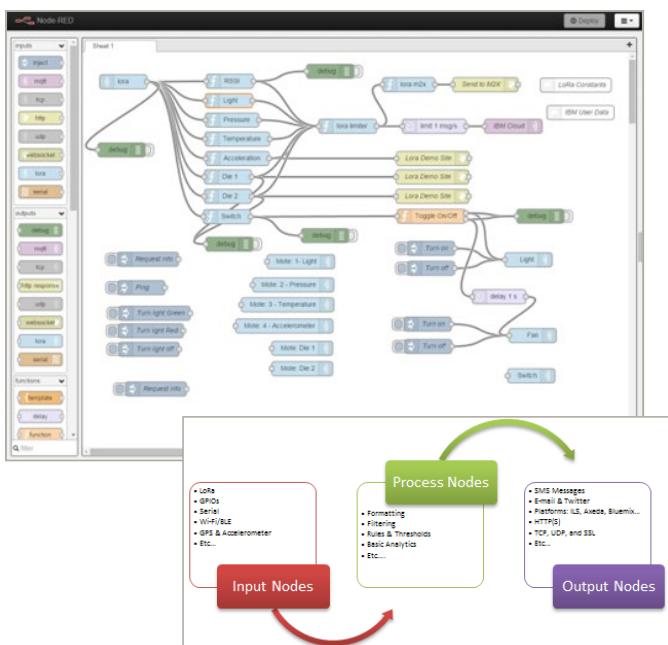 Node-RED
Deploy
inputs
Sheet 1
+
inject
mqtt
tcp
http
udp
websocket
lora
serial
outputs
debug
mqtt
tcp
http response
udp
websocket
lora
serial
functions
template
delay
function
filter
lora
debug
RSSI
Light
Pressure
Temperature
Acceleration
Die 1
Die 2
Switch
debug
debug
debug
lora limiter
lora m2x
Send to M2X
limit 1 msg/s
IBM Cloud
LoRa Constants
IBM User Data
Lora Demo Site
Lora Demo Site
Lora Demo Site
Toggle On/Off
debug
Request info
Ping
Turn light Green
Turn light Red
Turn light off
Request info
Mote: 1- Light
Mote: 2 - Pressure
Mote: 3 - Temperature
Mote: 4 - Accelerometer
Mote: Die 1
Mote: Die 2
Turn on
Turn off
Light
delay 1 s
Turn on
Turn off
Fan
Switch
• LoRa
• GPIOs
• Serial
• Wi-Fi/BLE
• GPS & Accelerometer
• Etc...
Input Nodes
Process Nodes
• Formatting
• Filtering
• Rules & Thresholds
• Basic Analytics
• Etc....
• SMS Messages
• E-mail & Twitter
• Platforms: ILS, Axeda, Bluemix...
• HTTP(S)
• TCP, UDP, and SSL
• Etc...
Output Nodes